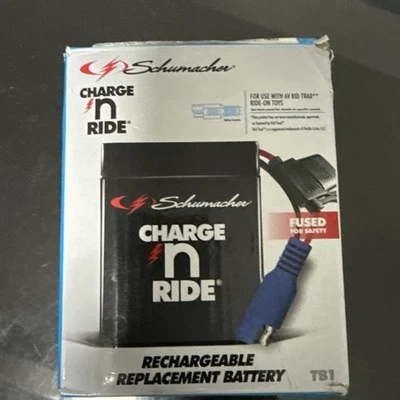 Schumacher®
CHARGE
'n
RIDE®
FOR USE WITH 6V KID TRAX™
RIDE-ON TOYS
Schumacher
CHARGE
'n
RIDE®
FUSED
FOR SAFETY
RECHARGEABLE
REPLACEMENT BATTERY
TB1